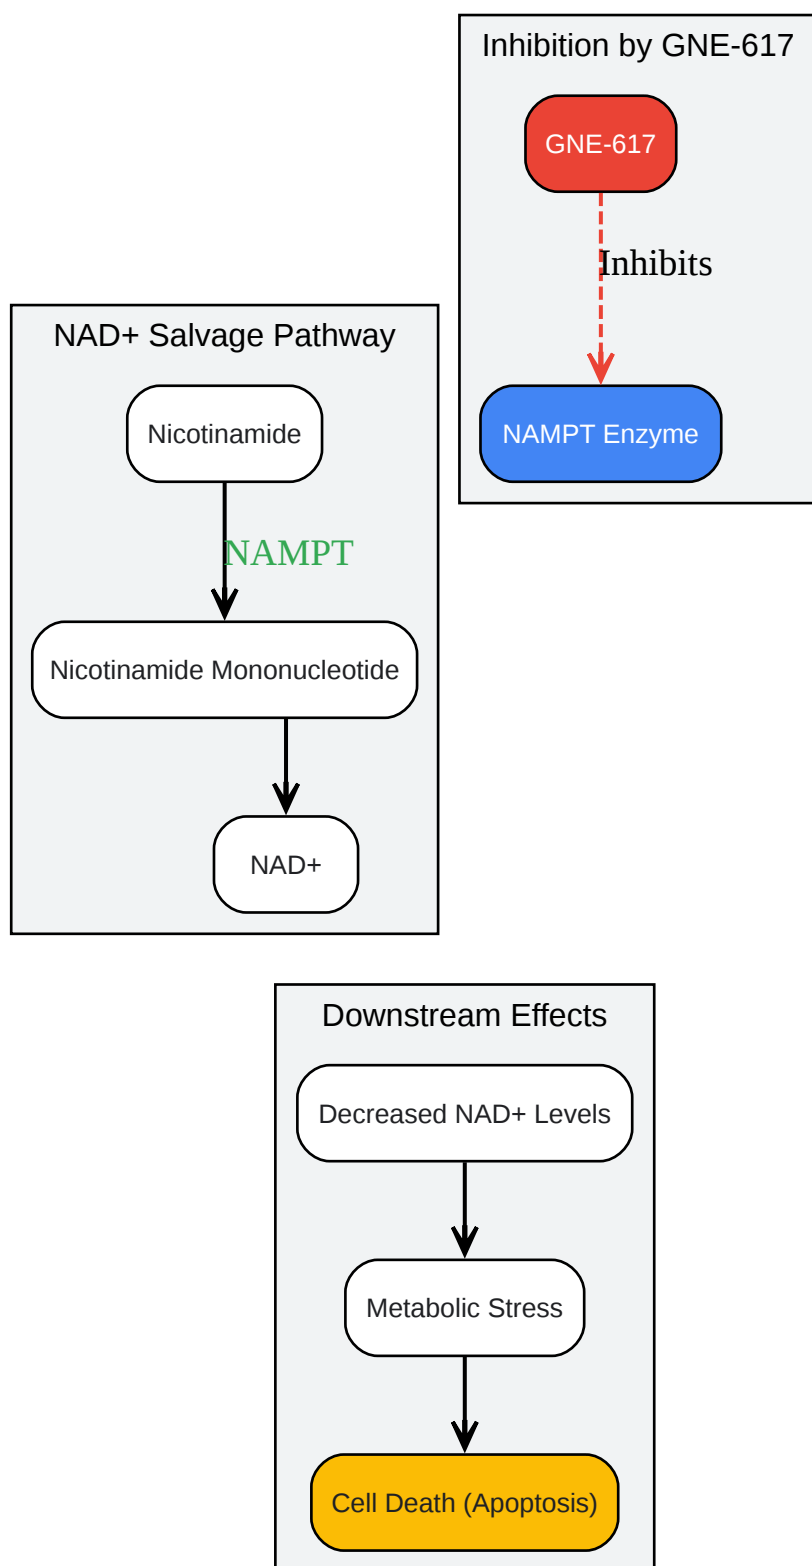 Inhibition by GNE-617
GNE-617
Inhibits
NAMPT Enzyme
NAD+ Salvage Pathway
Nicotinamide
NAMPT
Nicotinamide Mononucleotide
NAD+
Downstream Effects
Decreased NAD+ Levels
Metabolic Stress
Cell Death (Apoptosis)